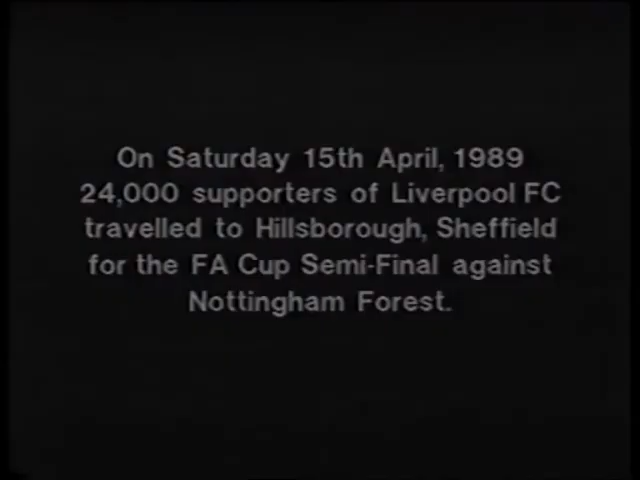 On Saturday 15th April, 1989
24,000 supporters of Liverpool FC
travelled to Hillsborough, Sheffield
for the FA Cup Semi-Final against
Nottingham Forest.